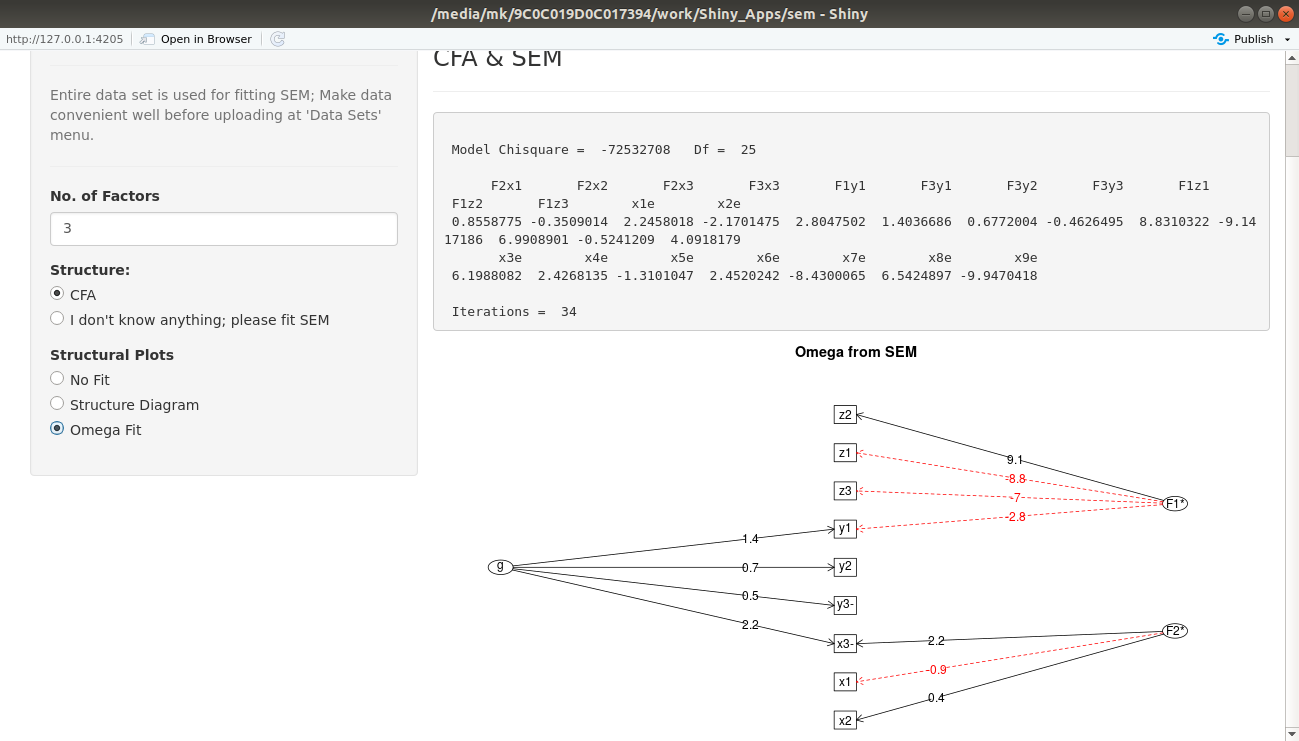 /media/mk/9C0C019D0C017394/work/Shiny_Apps/sem - Shiny
http://127.0.0.1:4205 Open in Browser Publish
Entire data set is used for fitting SEM; Make data
convenient well before uploading at 'Data Sets'
menu.
No. of Factors
3
Structure:
CFA
I don't know anything; please fit SEM
Structural Plots
No Fit
Structure Diagram
Omega Fit
CFA & SEM
Model Chisquare =  -72532708   Df =  25
F2x1 F2x2 F2x3 F3x3 F1y1 F3y1 F3y2 F3y3 F1z1
F1z2 F1z3 x1e x2e
0.8558775 -0.3509014 2.2458018 -2.1701475 2.8047502 1.4036686 0.6772004 -0.4626495 8.8310322 -9.14
17186 6.9908901 -0.5241209 4.0918179
x3e x4e x5e x6e x7e x8e x9e
6.1988082 2.4268135 -1.3101047 2.4520242 -8.4300065 6.5424897 -9.9470418
Iterations =  34
Omega from SEM
z2
9.1
z1
-8.8
z3
-7
F1*
-2.8
y1
1.4
g
0.7
y2
0.5
y3-
2.2
x3-
2.2
F2*
-0.9
x1
0.4
x2